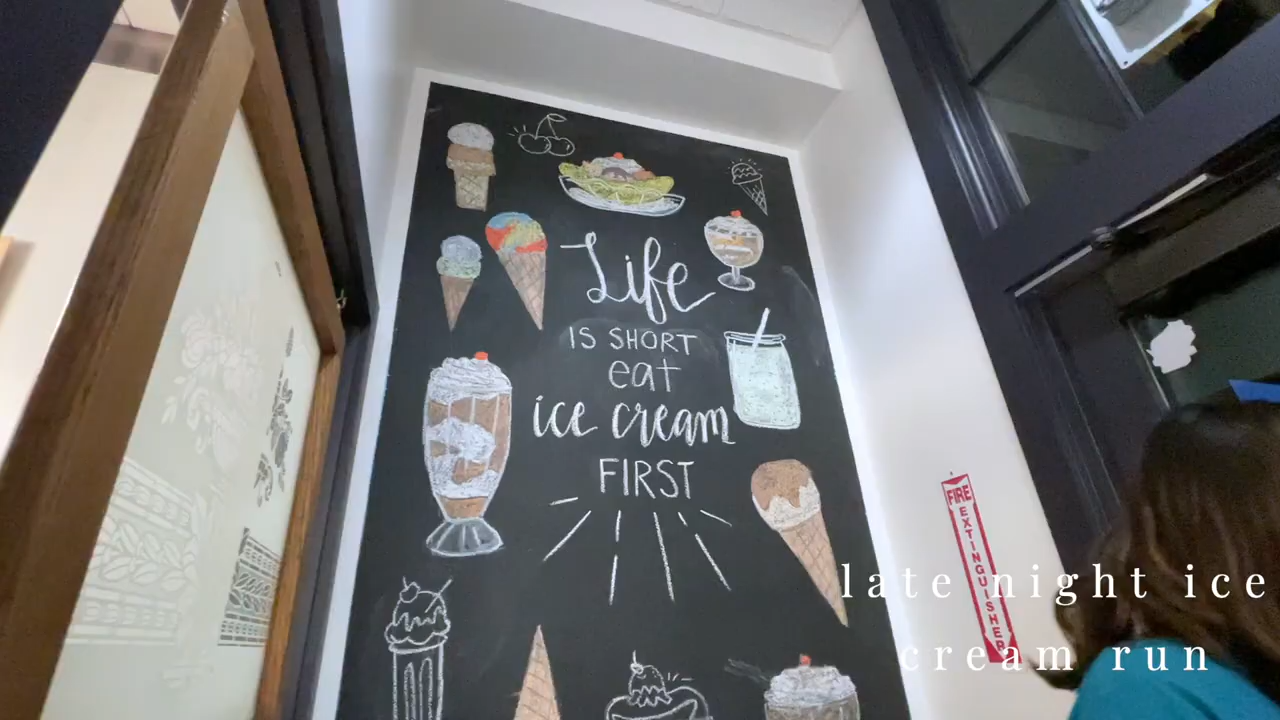 Life
IS SHORT
eat
ice cream
FIRST
FIRE
EXTINGUISHER
late night ice
cream run